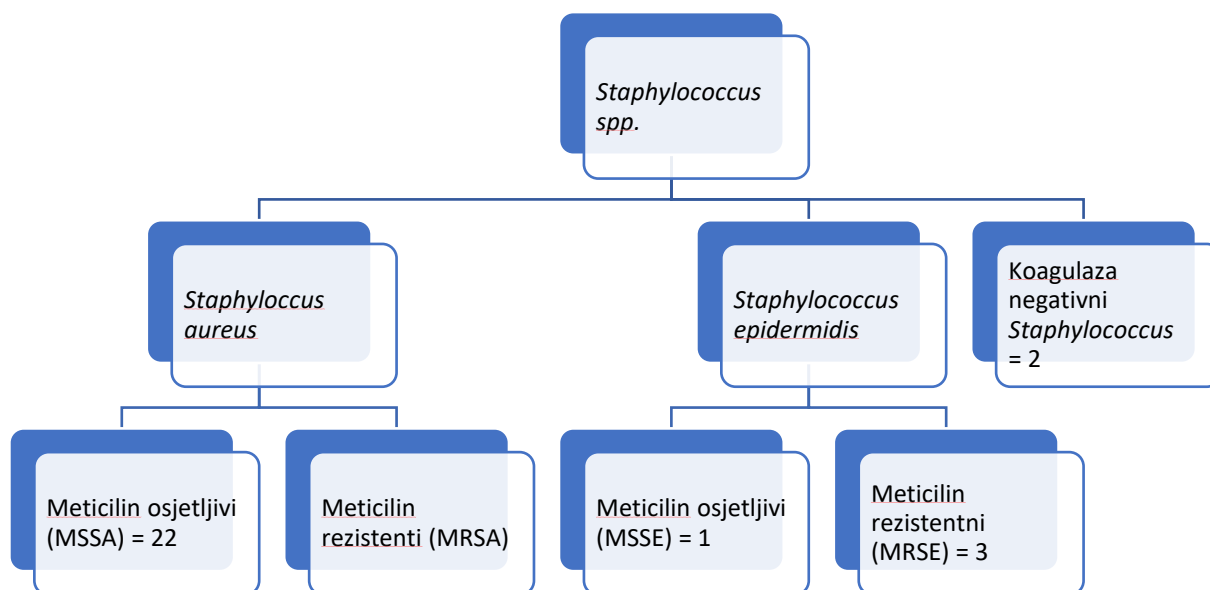 Staphylococcus
spp.
Staphyloccus
aureus
Staphylococcus
epidermidis
Koagulaza
negativni
Staphylococcus
= 2
Meticilin osjetljivi
(MSSA) = 22
Meticilin
rezistenti (MRSA)
Meticilin osjetljivi
(MSSE) = 1
Meticilin
rezistentni
(MRSE) = 3